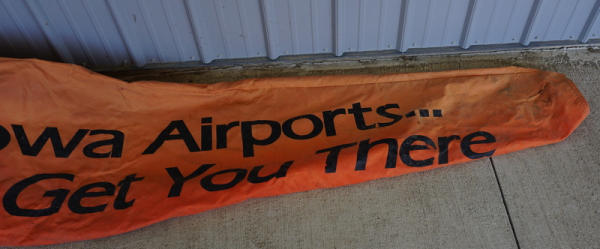 owa Airports...
Get You There